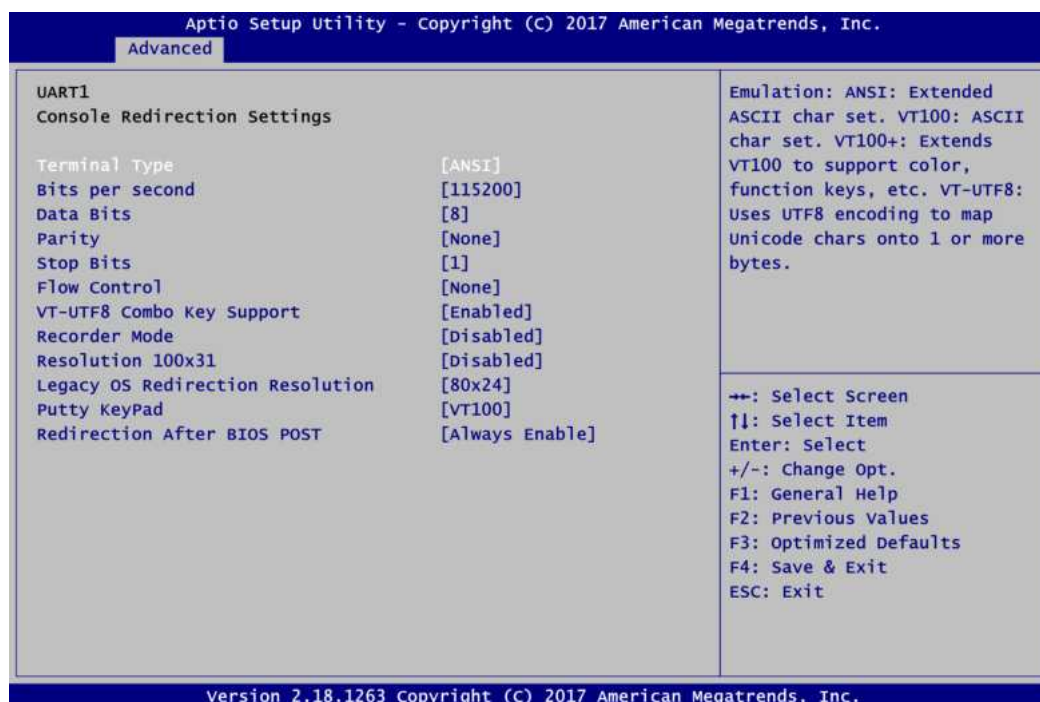 Aptio Setup Utility – Copyright (C) 2017 American Megatrends, Inc.
Advanced
UART1
Console Redirection Settings
Terminal Type [ANSI]
Bits per second [115200]
Data Bits [8]
Parity [None]
Stop Bits [1]
Flow Control [None]
VT-UTF8 Combo Key Support [Enabled]
Recorder Mode [Disabled]
Resolution 100x31 [Disabled]
Legacy OS Redirection Resolution [80x24]
Putty KeyPad [VT100]
Redirection After BIOS POST [Always Enable]
Emulation: ANSI: Extended
ASCII char set. VT100: ASCII
char set. VT100+: Extends
VT100 to support color,
function keys, etc. VT-UTF8:
Uses UTF8 encoding to map
Unicode chars onto 1 or more
bytes.
→←: Select Screen
↑↓: Select Item
Enter: Select
+/-: Change Opt.
F1: General Help
F2: Previous Values
F3: Optimized Defaults
F4: Save & Exit
ESC: Exit
Version 2.18.1263 Copyright (C) 2017 American Megatrends, Inc.